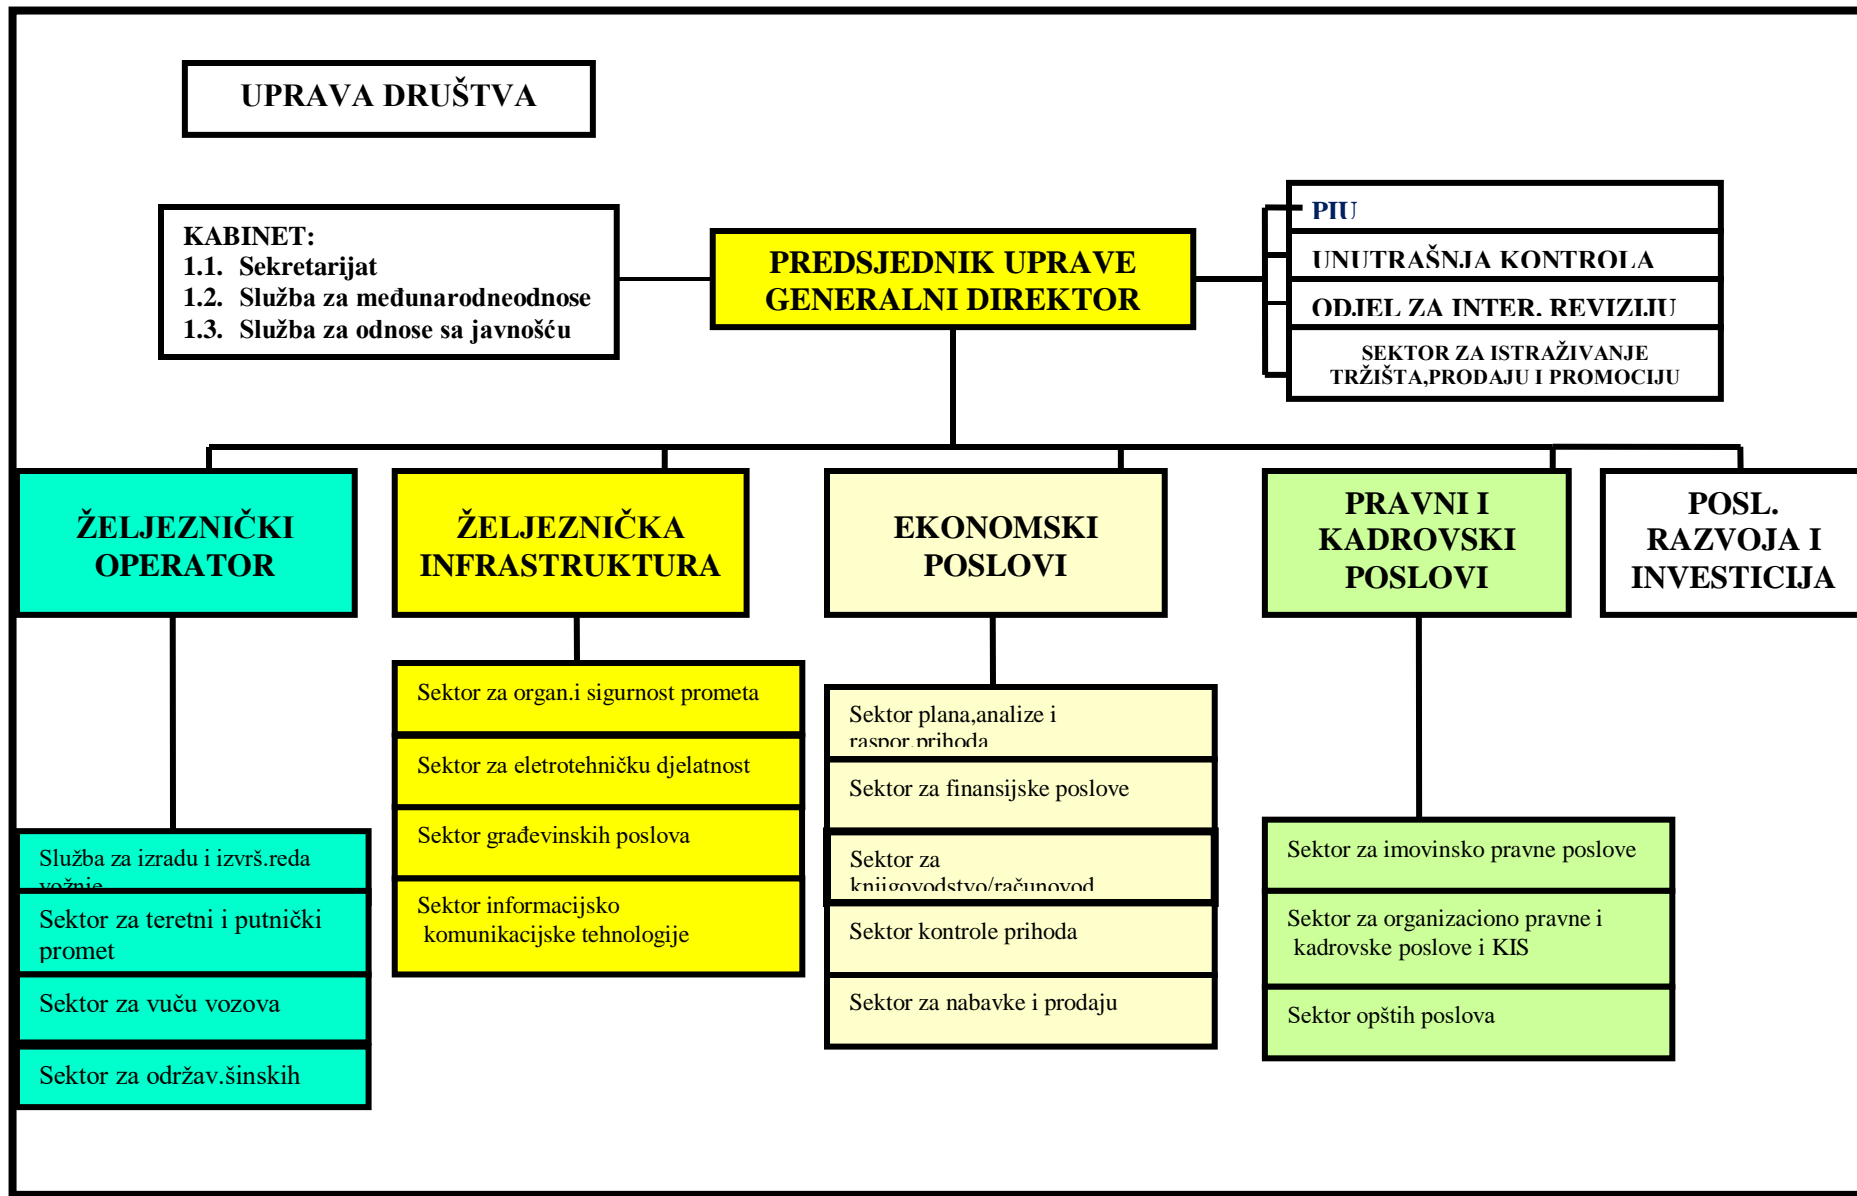 UPRAVA DRUŠTVA
KABINET:
1.1. Sekretarijat
1.2. Služba za međunarodneodnose
1.3. Služba za odnose sa javnošću
PREDSJEDNIK UPRAVE
GENERALNI DIREKTOR
PIU
UNUTRAŠNJA KONTROLA
ODJEL ZA INTER. REVIZIJU
SEKTOR ZA ISTRAŽIVANJE
TRŽIŠTA,PRODAJU I PROMOCIJU
ŽELJEZNIČKI
OPERATOR
ŽELJEZNIČKA
INFRASTRUKTURA
EKONOMSKI
POSLOVI
PRAVNI I
KADROVSKI
POSLOVI
POSL.
RAZVOJA I
INVESTICIJA
Služba za izradu i izvrš.reda
vožnje
Sektor za teretni i putnički
promet
Sektor za vuču vozova
Sektor za održav.šinskih
Sektor za organ.i sigurnost prometa
Sektor za eletrotehničku djelatnost
Sektor građevinskih poslova
Sektor informacijsko
komunikacijske tehnologije
Sektor plana,analize i
raspor.prihoda
Sektor za finansijske poslove
Sektor za
knjigovodstvo/računovod
Sektor kontrole prihoda
Sektor za nabavke i prodaju
Sektor za imovinsko pravne poslove
Sektor za organizaciono pravne i
kadrovske poslove i KIS
Sektor opštih poslova